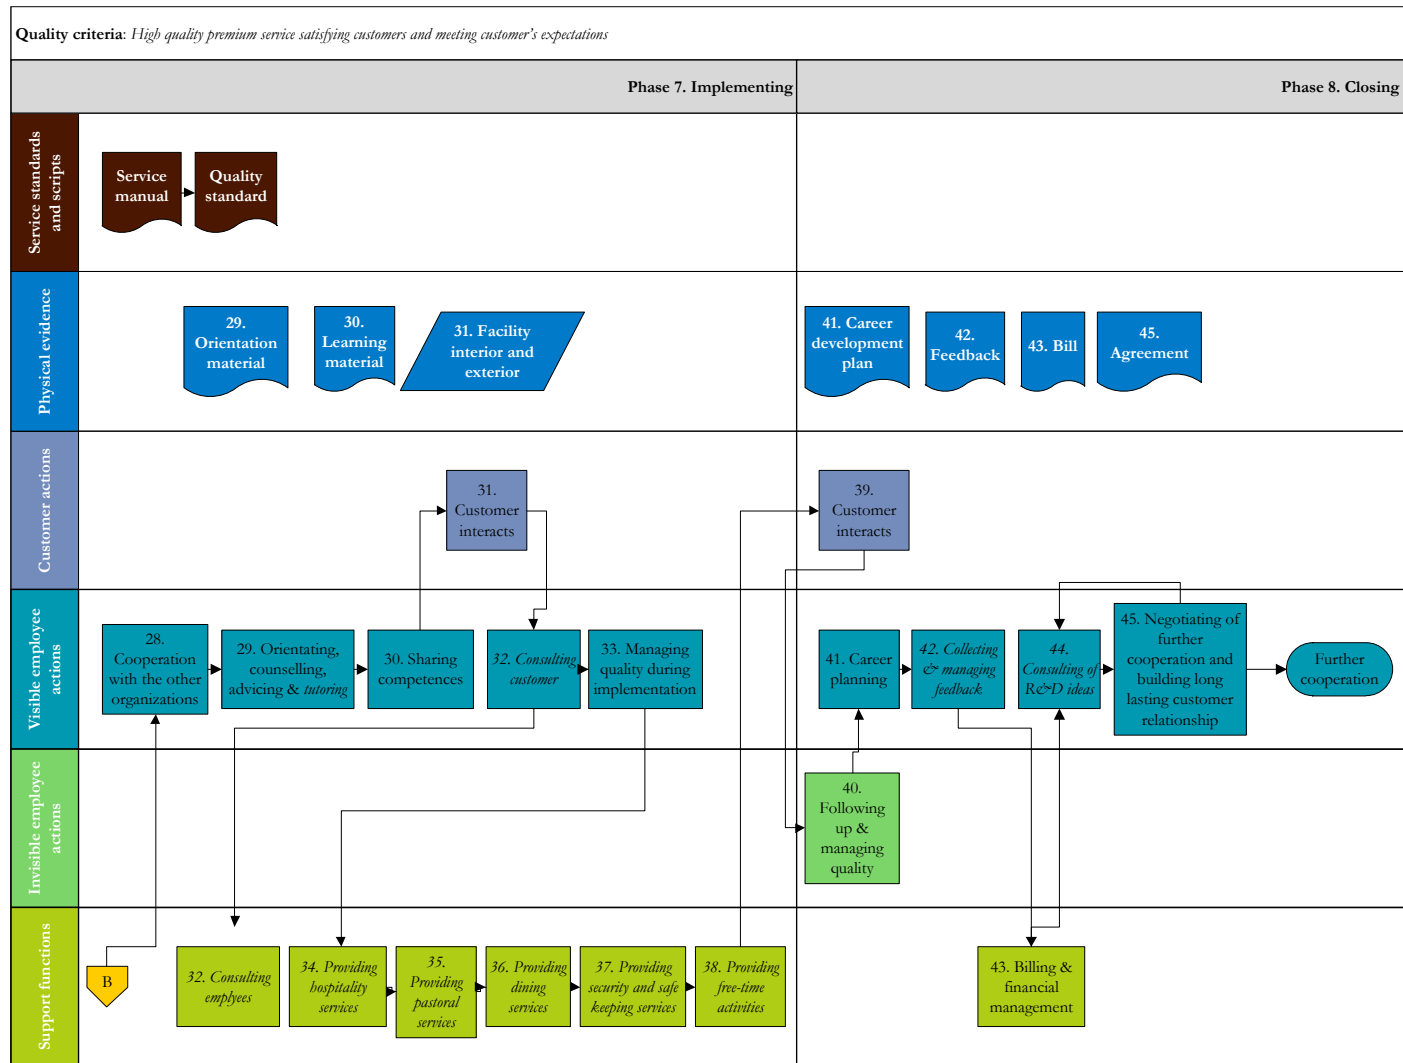 Quality criteria: High quality premium service satisfying customers and meeting customer's expectations
Phase 7. Implementing
Phase 8. Closing
Service standards
and scripts
Service
manual
Quality
standard
Physical evidence
29.
Orientation
material
30.
Learning
material
31. Facility
interior and
exterior
41. Career
development
plan
42.
Feedback
43. Bill
45.
Agreement
Customer actions
31.
Customer
interacts
39.
Customer
interacts
Visible employee
actions
28.
Cooperation
with the other
organizations
29. Orientating,
counselling,
advicing & tutoring
30. Sharing
competences
32. Consulting
customer
33. Managing
quality during
implementation
41. Career
planning
42. Collecting
& managing
feedback
44.
Consulting of
R&D ideas
45. Negotiating of
further
cooperation and
building long
lasting customer
relationship
Further
cooperation
Invisible employee
actions
40.
Following
up &
managing
quality
Support functions
B
32. Consulting
emplyees
34. Providing
hospitality
services
35.
Providing
pastoral
services
36. Providing
dining
services
37. Providing
security and safe
keeping services
38. Providing
free-time
activities
43. Billing &
financial
management